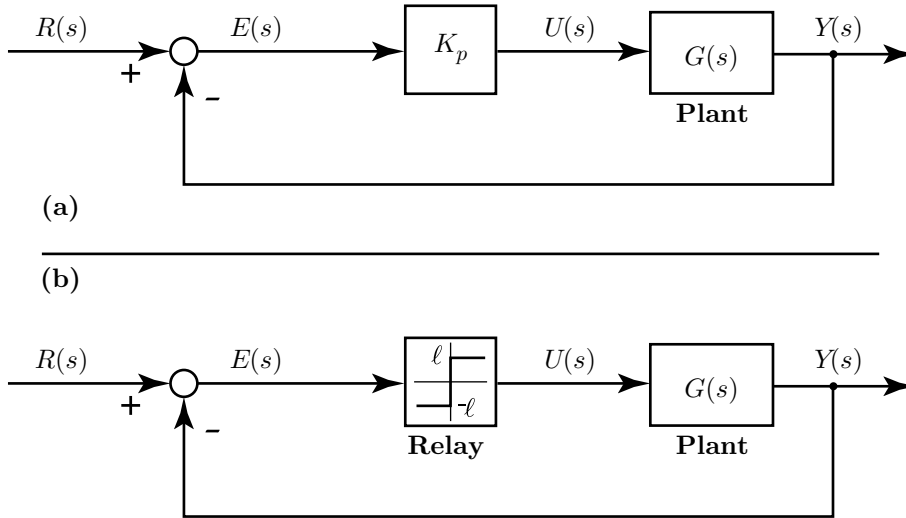 R(s) E(s) K_p U(s) G(s) Y(s)
+
-
Plant
(a)
(b)
R(s) E(s) ℓ -ℓ U(s) G(s) Y(s)
+
-
Relay Plant